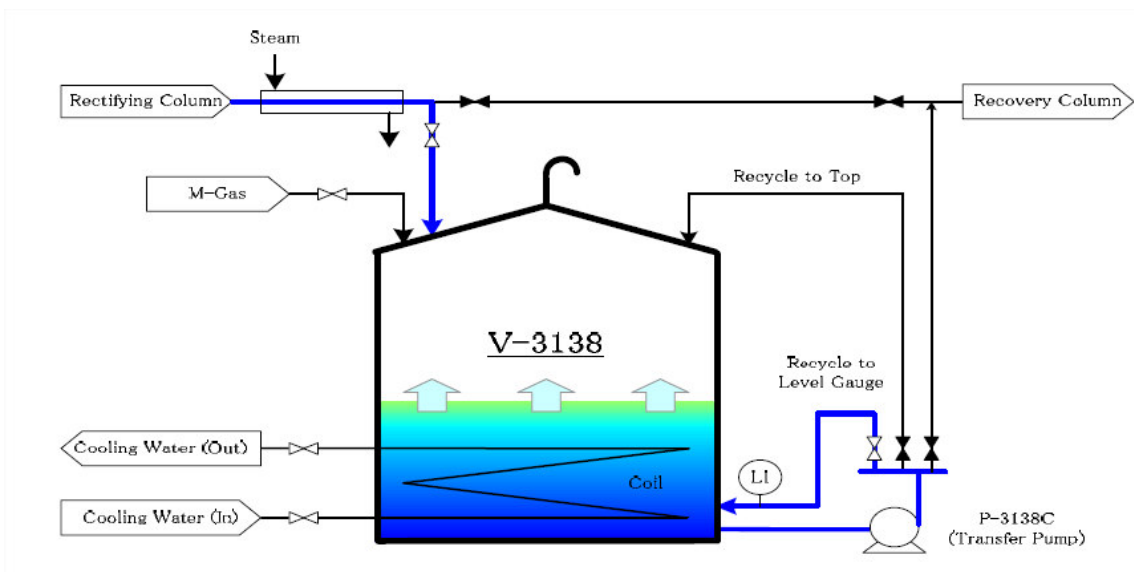 Steam
Rectifying Column
Recovery Column
M-Gas
Recycle to Top
V-3138
Recycle to
Level Gauge
Cooling Water (Out)
Coil
LI
Cooling Water (In)
P-3138C
(Transfer Pump)